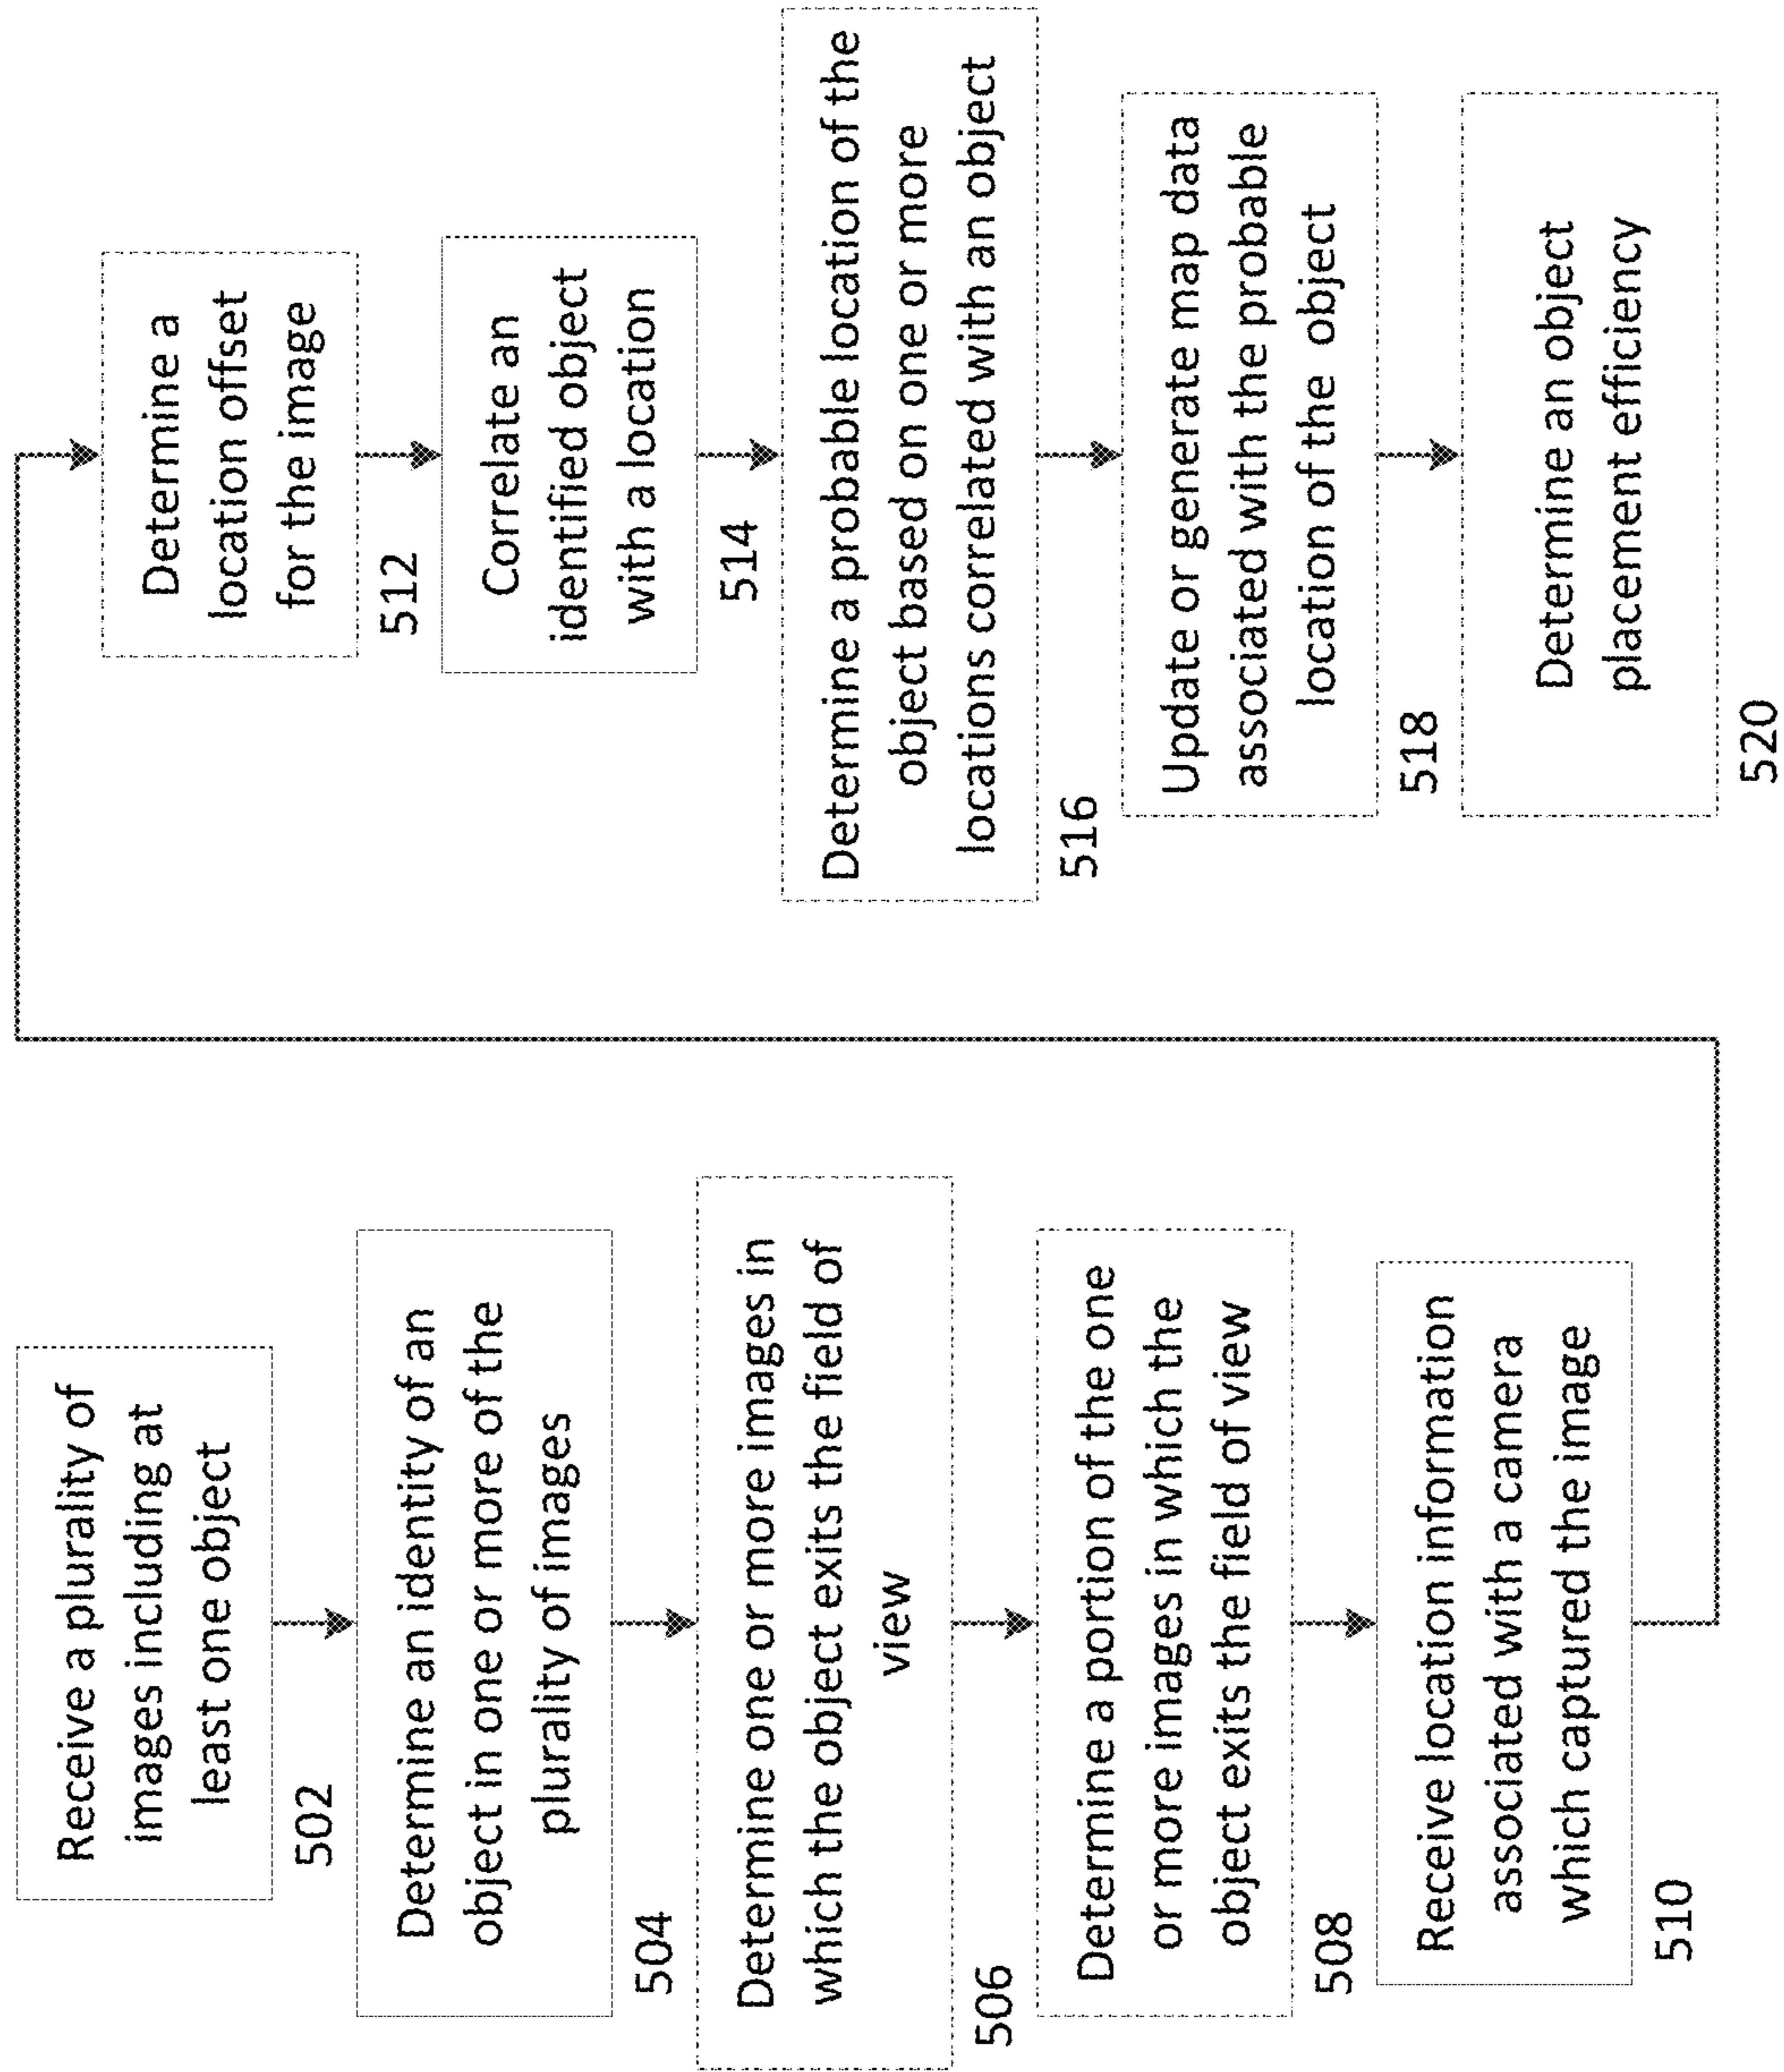 Receive a plurality of
images including at
least one object
502
Determine an identity of an
object in one or more of the
plurality of images
504
Determine one or more images in
which the object exits the field of
view
506
Determine a portion of the one
or more images in which the
object exits the field of view
508
Receive location information
associated with a camera
which captured the image
510
Determine a
location offset
for the image
512
Correlate an
identified object
with a location
514
Determine a probable location of the
object based on one or more
locations correlated with an object
516
Update or generate map data
associated with the probable
location of the object
518
Determine an object
placement efficiency
520